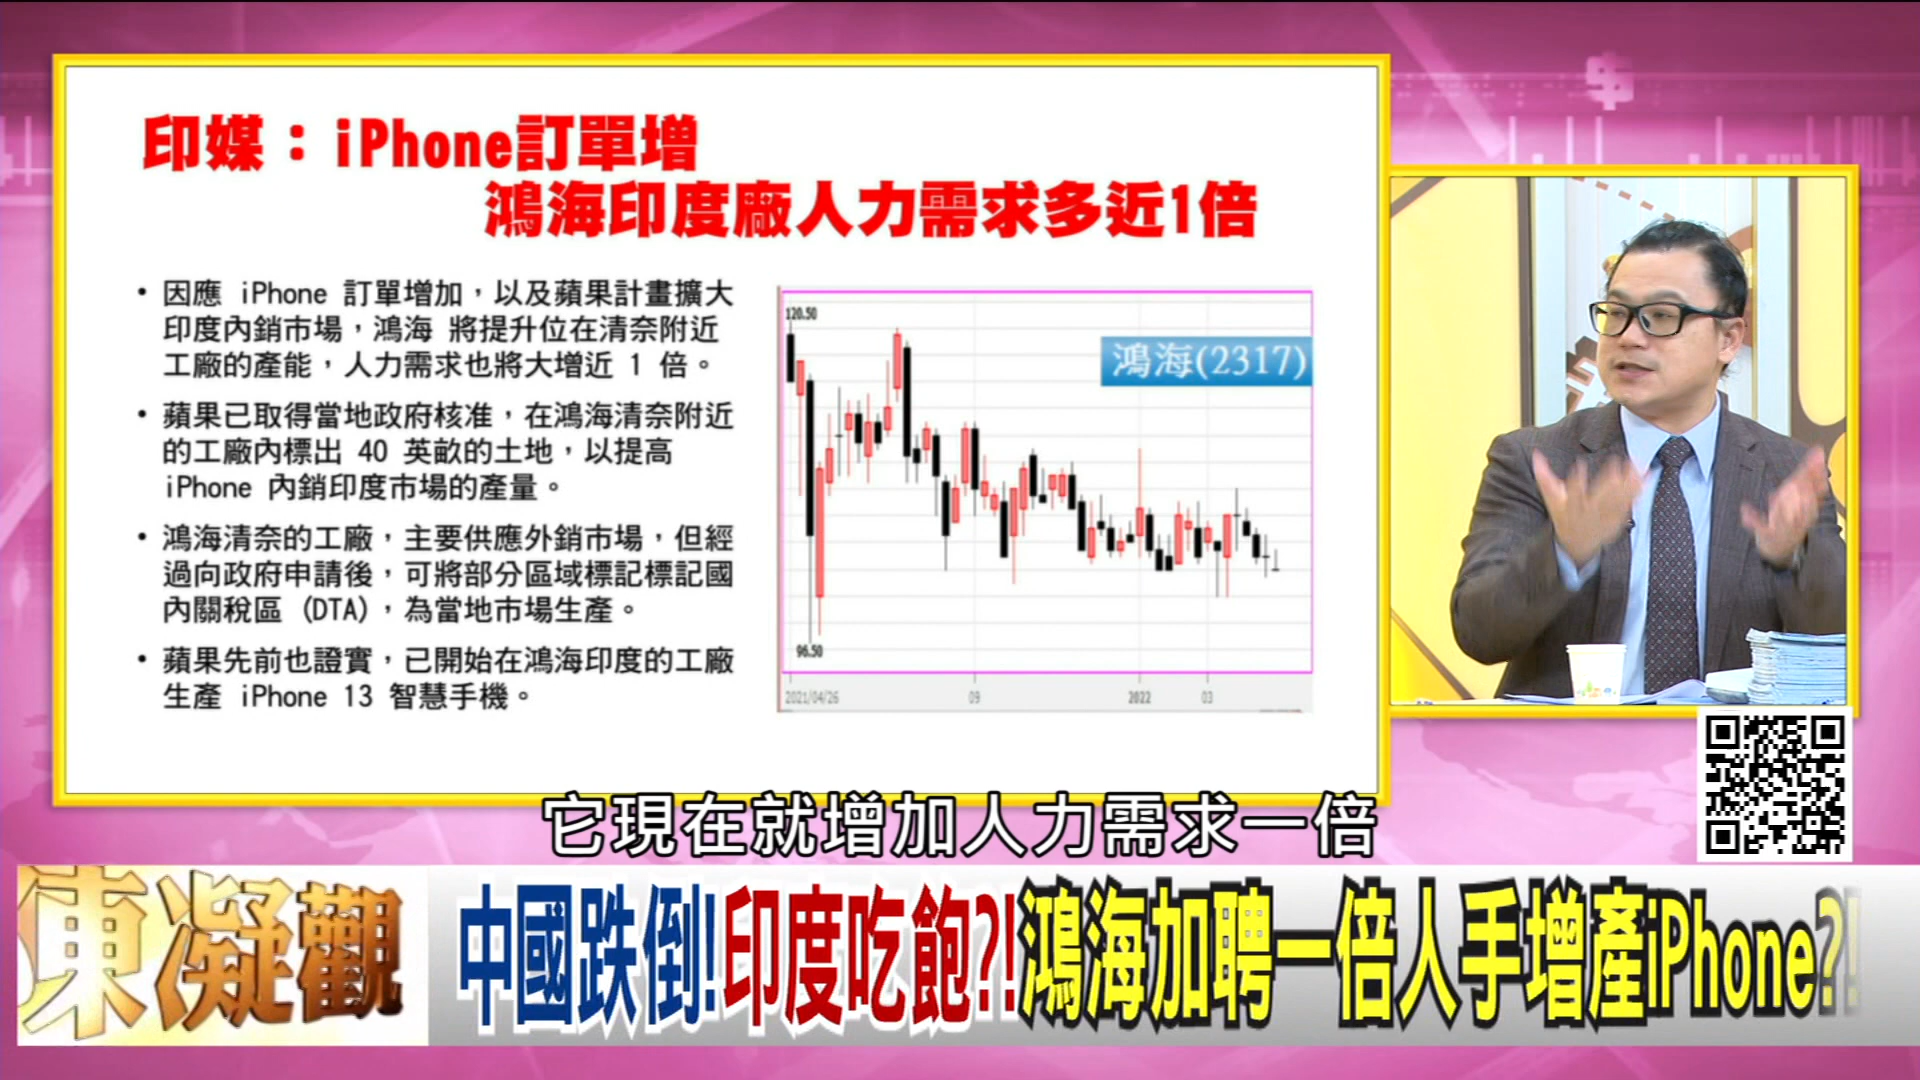 印媒：iPhone訂單增
鴻海印度廠人力需求多近1倍
• 因應 iPhone 訂單增加，以及蘋果計畫擴大
印度內銷市場，鴻海 將提升位在清奈附近
工廠的產能，人力需求也將大增近 1 倍。
• 蘋果已取得當地政府核准，在鴻海清奈附近
的工廠內標出 40 英畝的土地，以提高
iPhone 內銷印度市場的產量。
• 鴻海清奈的工廠，主要供應外銷市場，但經
過向政府申請後，可將部分區域標記標記國
內關稅區 (DTA)，為當地市場生產。
• 蘋果先前也證實，已開始在鴻海印度的工廠
生產 iPhone 13 智慧手機。
120.50
鴻海(2317)
96.50
2021/04/26 09 2022 03
它現在就增加人力需求一倍
東凝觀
中國跌倒!印度吃飽?!鴻海加聘一倍人手增產iPhone?!